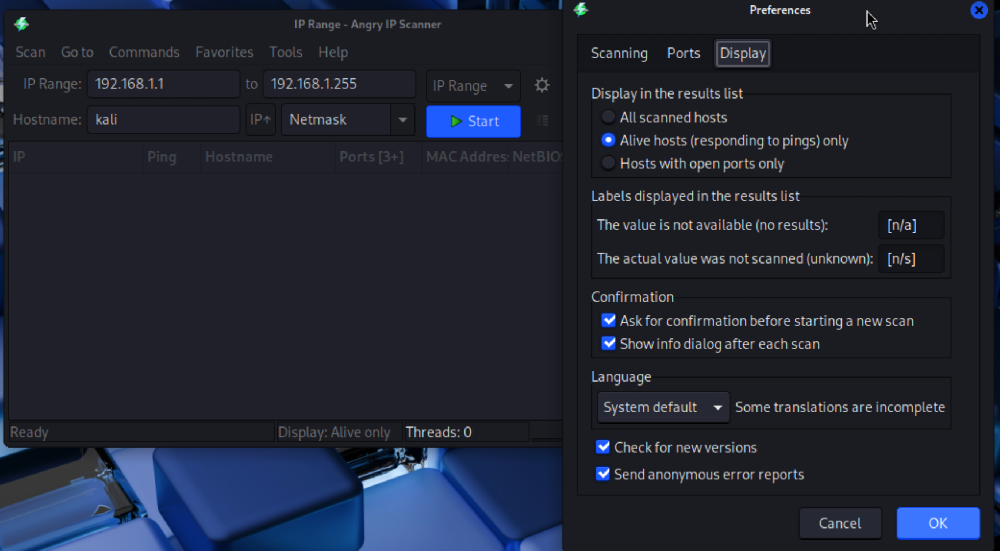 IP Range - Angry IP Scanner
Scan Go to Commands Favorites Tools Help
IP Range: 192.168.1.1 to 192.168.1.255 IP Range
Hostname: kali IP↑ Netmask Start
IP Ping Hostname Ports [3+] MAC Addres: NetBIOS
Ready Display: Alive only Threads: 0
Preferences
Scanning Ports Display
Display in the results list
All scanned hosts
Alive hosts (responding to pings) only
Hosts with open ports only
Labels displayed in the results list
The value is not available (no results): [n/a]
The actual value was not scanned (unknown): [n/s]
Confirmation
Ask for confirmation before starting a new scan
Show info dialog after each scan
Language
System default Some translations are incomplete
Check for new versions
Send anonymous error reports
Cancel OK